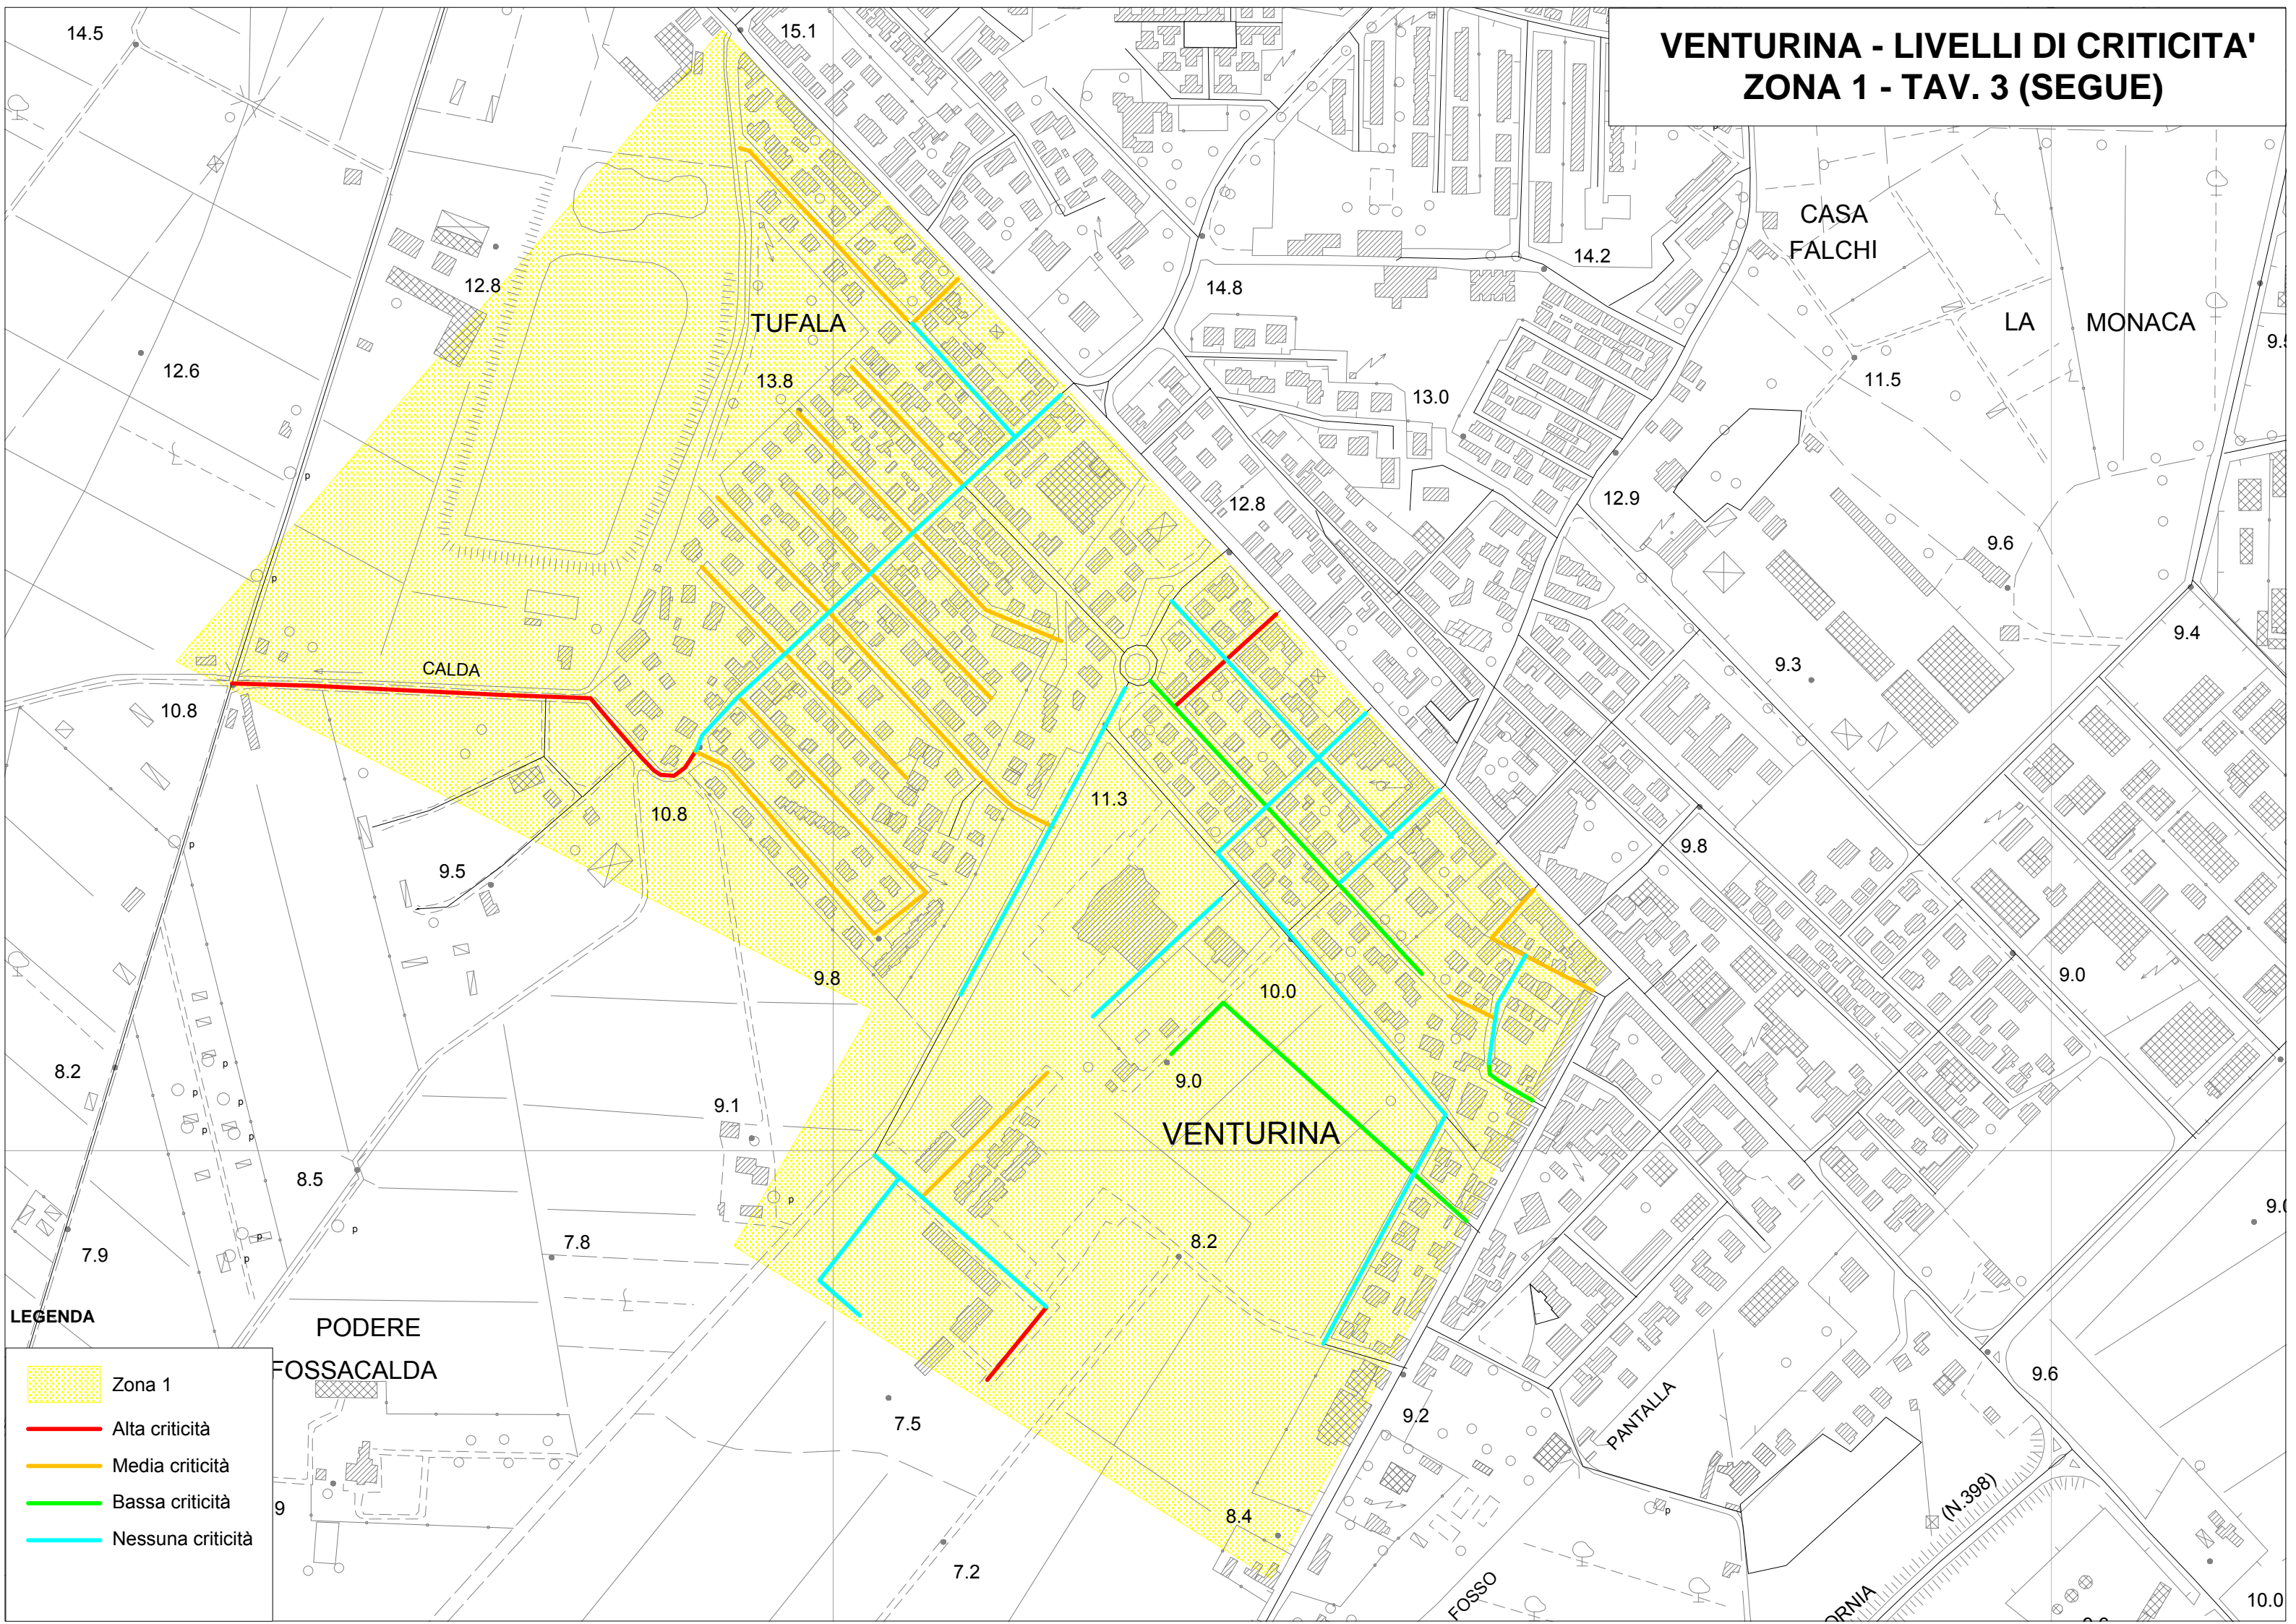 VENTURINA - LIVELLI DI CRITICITA'
ZONA 1 - TAV. 3 (SEGUE)
14.5
15.1
CASA
FALCHI
14.2
12.8
14.8
TUFALA
LA MONACA
12.6
13.8
11.5
13.0
12.8
12.9
p
9.6
p
9.4
CALDA
9.3
10.8
11.3
10.8
p
9.8
9.5
9.8
9.0
10.0
8.2
9.0
p
p
p
p
9.1
VENTURINA
8.5
p
p
7.9
p
p
7.8
8.2
LEGENDA
PODERE
FOSSACALDA
9.6
Zona 1
Alta criticità
Media criticità
Bassa criticità
Nessuna criticità
9
7.5
9.2
PANTALLA
(N.398)
8.4
p
7.2
FOSSO
ORNIA
10.0